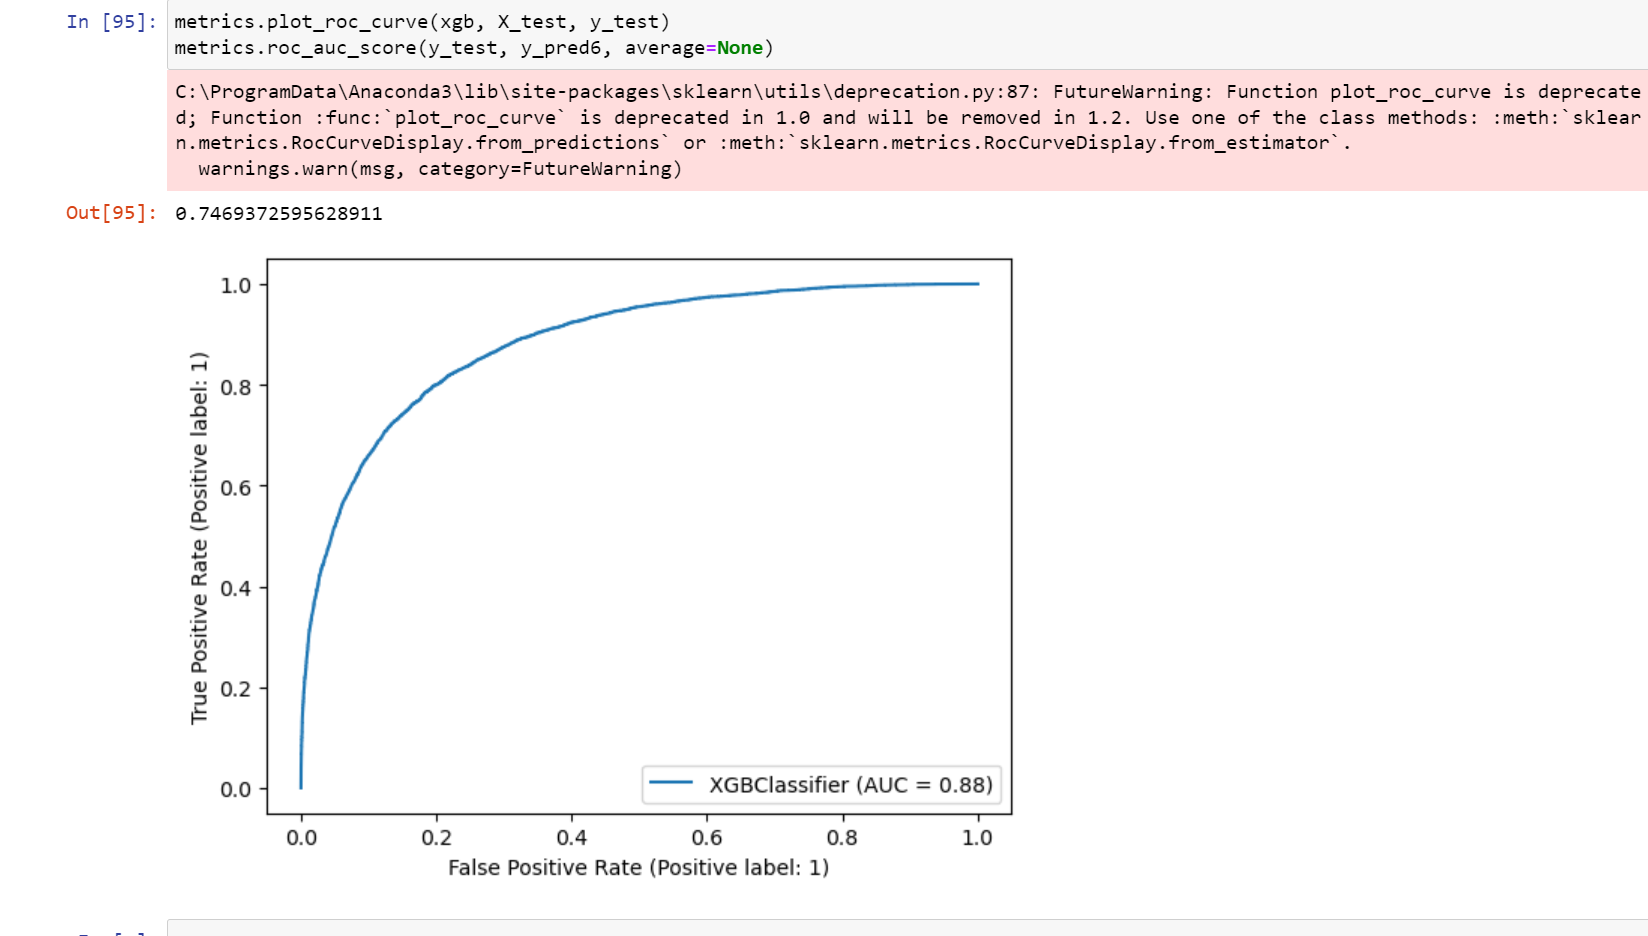 In [95]: metrics.plot_roc_curve(xgb, X_test, y_test)
metrics.roc_auc_score(y_test, y_pred6, average=None)
C:\ProgramData\Anaconda3\lib\site-packages\sklearn\utils\deprecation.py:87: FutureWarning: Function plot_roc_curve is deprecate
d; Function :func:`plot_roc_curve` is deprecated in 1.0 and will be removed in 1.2. Use one of the class methods: :meth:`sklear
n.metrics.RocCurveDisplay.from_predictions` or :meth:`sklearn.metrics.RocCurveDisplay.from_estimator`.
warnings.warn(msg, category=FutureWarning)
Out[95]: 0.7469372595628911
True Positive Rate (Positive label: 1)
1.0
0.8
0.6
0.4
0.2
0.0
XGBClassifier (AUC = 0.88)
0.0 0.2 0.4 0.6 0.8 1.0
False Positive Rate (Positive label: 1)